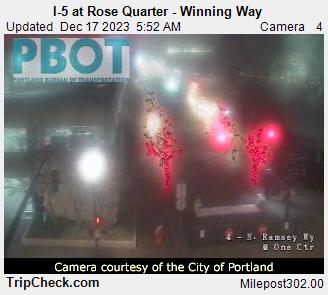 I-5 at Rose Quarter - Winning Way
Updated Dec 17 2023 5:52 AM Camera 4
PBOT
PORTLAND BUREAU OF TRANSPORTATION
4 - N. Ramsey Wy
@ One Ctr
Camera courtesy of the City of Portland
TripCheck.com Milepost302.00